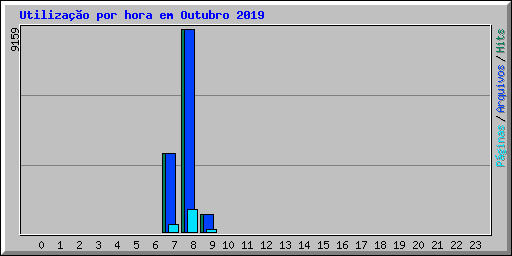 Utilização por hora em Outubro 2019
9159
0 1 2 3 4 5 6 7 8 9 10 11 12 13 14 15 16 17 18 19 20 21 22 23
Páginas / Arquivos / Hits